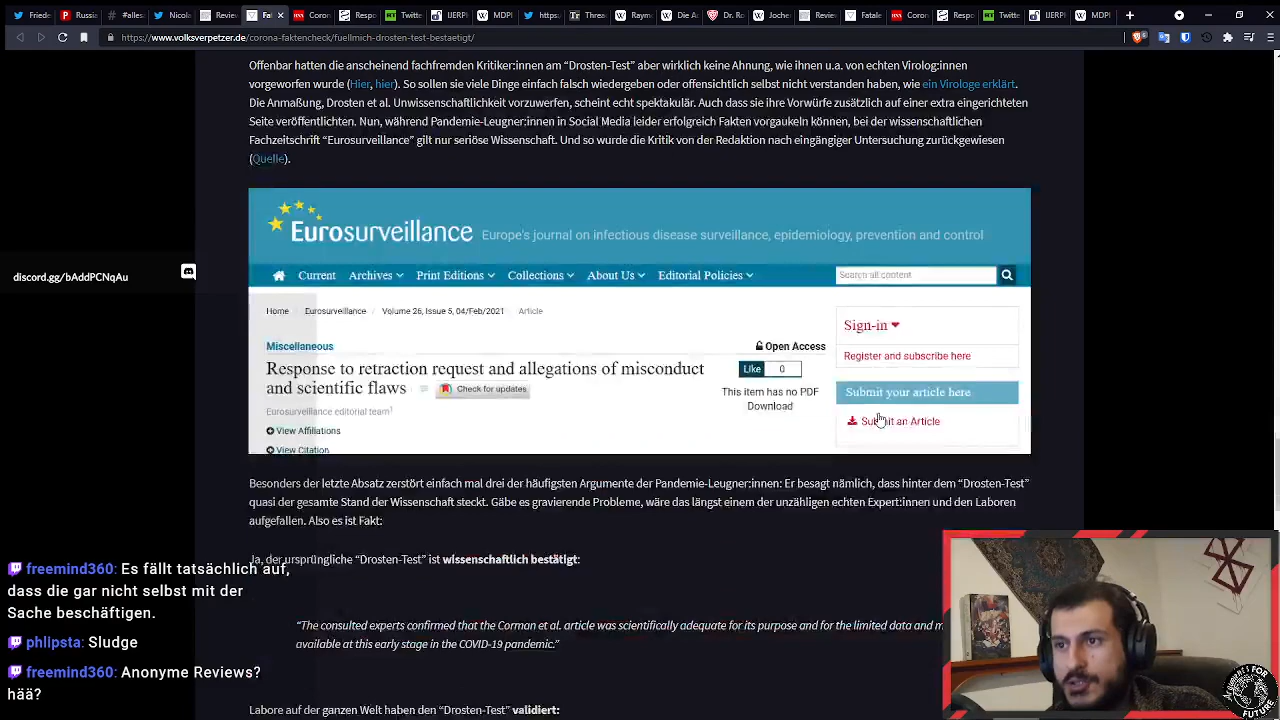 Russia
#alles
Nicola
Review
Fa
Coron
Respo
Twitte
IJERPI
MDPI
https:
Tr Threa
Raym
Die Ac
Dr. Ro
Joche
Review
Fatale
Coron
Respo
Twitte
IJERPI
MDPI
https://www.volksverpetzer.de/corona-faktencheck/fuellmich-drosten-test-bestaetigt/
Offenbar hatten die anscheinend fachfremden Kritiker:innen am “Drosten-Test” aber wirklich keine Ahnung, wie ihnen u.a. von echten Virolog:innen
vorgeworfen wurde (Hier, hier). So sollen sie viele Dinge einfach falsch wiedergeben oder offensichtlich selbst nicht verstanden haben, wie ein Virologe erklärt.
Die Anmaßung, Drosten et al. Unwissenschaftlichkeit vorzuwerfen, scheint echt spektakulär. Auch dass sie ihre Vorwürfe zusätzlich auf einer extra eingerichteten
Seite veröffentlichten. Nun, während Pandemie-Leugner:innen in Social Media leider erfolgreich Fakten vorgaukeln können, bei der wissenschaftlichen
Fachzeitschrift “Eurosurveillance” gilt nur seriöse Wissenschaft. Und so wurde die Kritik von der Redaktion nach eingängiger Untersuchung zurückgewiesen
(Quelle).
Eurosurveillance Europe's journal on infectious disease surveillance, epidemiology, prevention and control
discord.gg/bAddPCNqAu
Current Archives Print Editions Collections About Us Editorial Policies
Search all content
Home Eurosurveillance / Volume 26, Issue 5, 04/Feb/2021 Article
Sign-in
Miscellaneous
Open Access
Register and subscribe here
Response to retraction request and allegations of misconduct
and scientific flaws
Check for updates
Like 0
This item has no PDF
Download
Submit your article here
Eurosurveillance editorial team1
Submit an Article
View Affiliations
View Citation
Besonders der letzte Absatz zerstört einfach mal drei der häufigsten Argumente der Pandemie-Leugner:innen: Er besagt nämlich, dass hinter dem “Drosten-Test”
quasi der gesamte Stand der Wissenschaft steckt. Gäbe es gravierende Probleme, wäre das längst einem der unzähligen echten Expert:innen und den Laboren
aufgefallen. Also es ist Fakt:
Ja, der ursprüngliche “Drosten-Test” ist wissenschaftlich bestätigt:
freemind360: Es fällt tatsächlich auf,
dass die gar nicht selbst mit der
Sache beschäftigen.
phlipsta: Sludge
freemind360: Anonyme Reviews?
hää?
“The consulted experts confirmed that the Corman et al. article was scientifically adequate for its purpose and for the limited data and m
available at this early stage in the COVID-19 pandemic.”
Labore auf der ganzen Welt haben den “Drosten-Test” validiert: